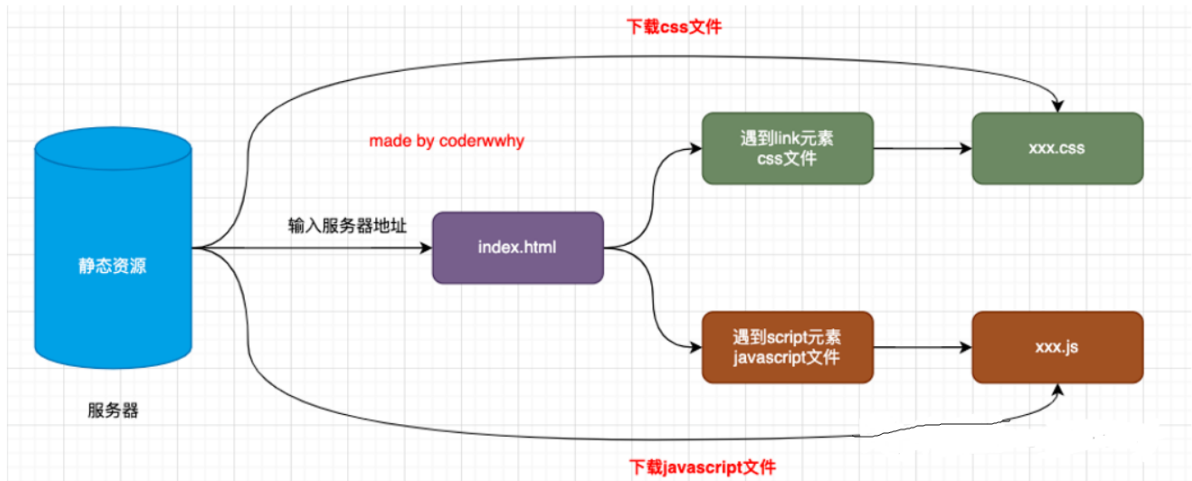 下载css文件
made by coderwwhy
遇到link元素
css文件
xxx.css
输入服务器地址
index.html
静态资源
遇到script元素
javascript文件
xxx.js
服务器
下载javascript文件